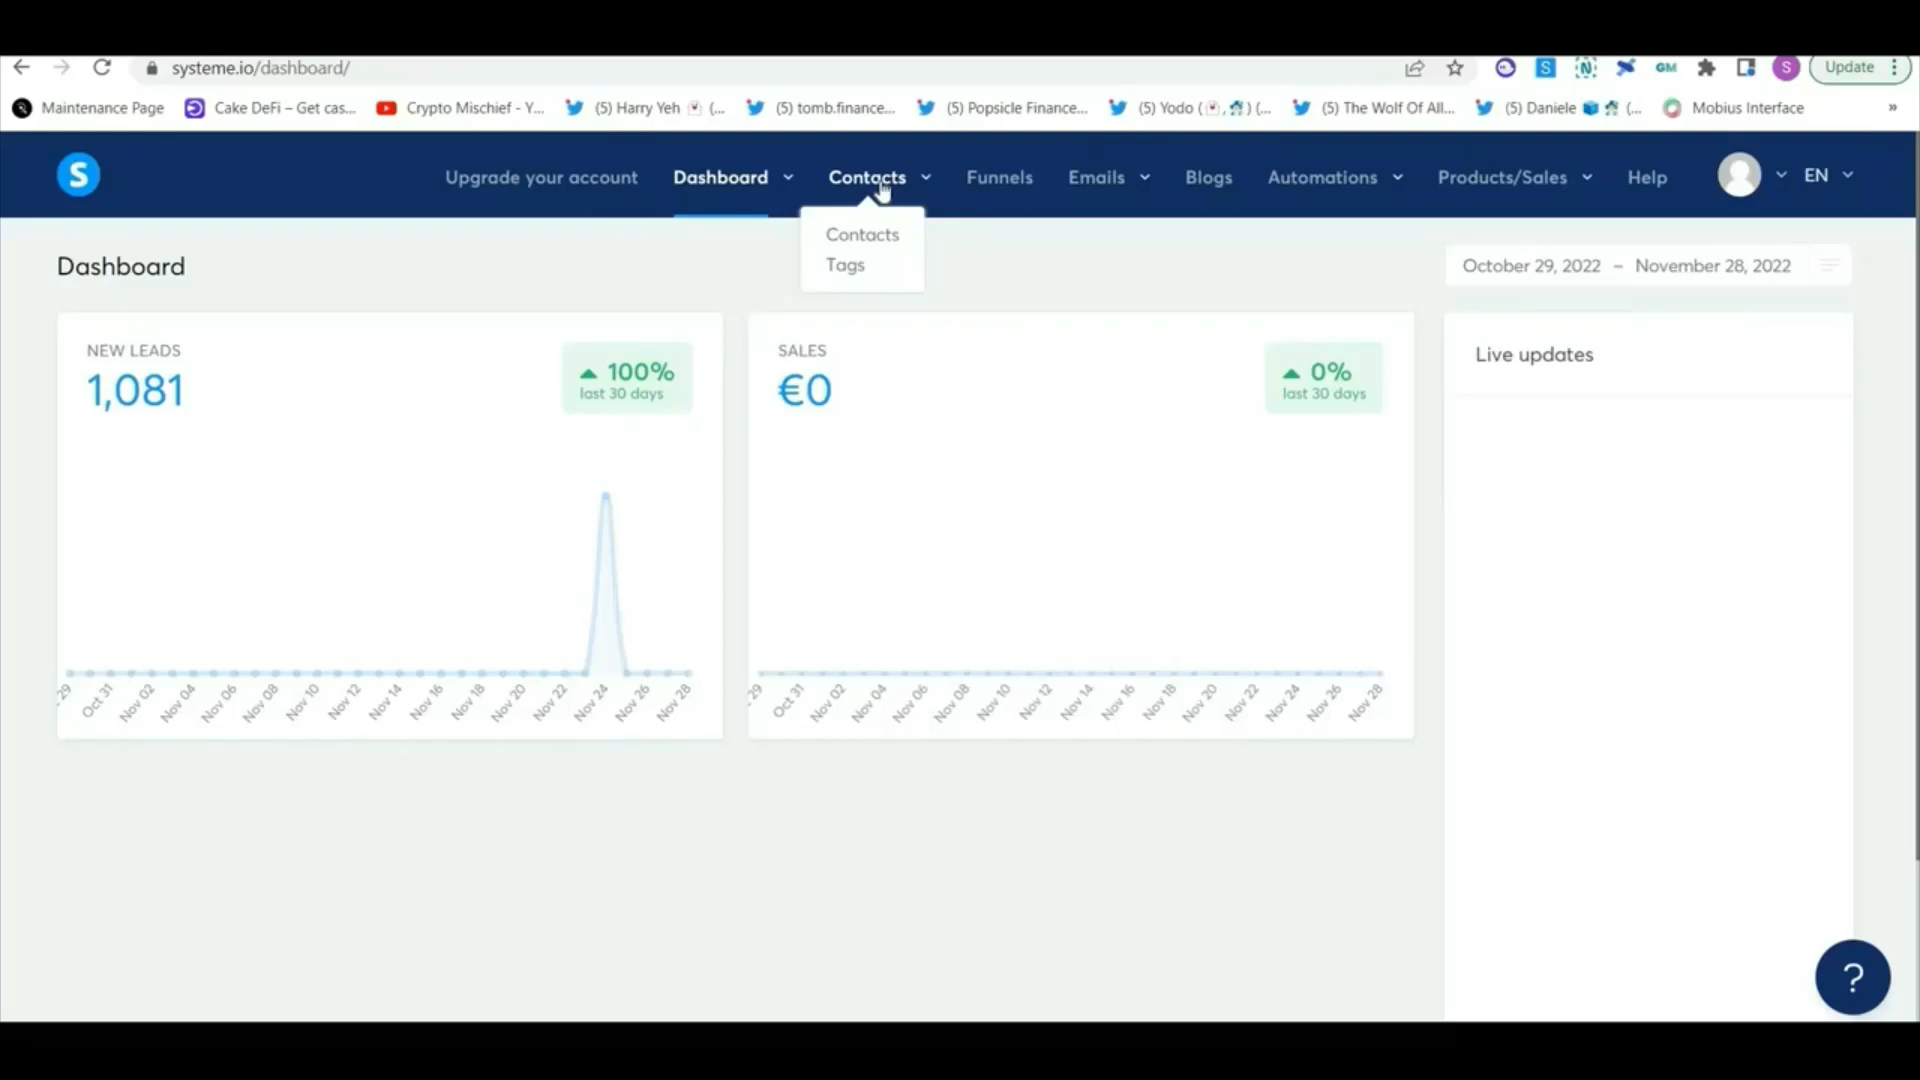 systeme.io/dashboard/
S
N
GM
S
Update
Maintenance Page
Cake DeFi – Get cas...
Crypto Mischief - Y...
(5) Harry Yeh (...
(5) tomb.finance...
(5) Popsicle Finance...
(5) Yodo ( , ) (...
(5) The Wolf Of All...
(5) Daniele (...
Mobius Interface
»
S
Upgrade your account
Dashboard
Contacts
Funnels
Emails
Blogs
Automations
Products/Sales
Help
EN
Contacts
Tags
Dashboard
October 29, 2022 – November 28, 2022
NEW LEADS
1,081
100%
last 30 days
29
Oct 31
Nov 02
Nov 04
Nov 06
Nov 08
Nov 10
Nov 12
Nov 14
Nov 16
Nov 18
Nov 20
Nov 22
Nov 24
Nov 26
Nov 28
SALES
€0
0%
last 30 days
29
Oct 31
Nov 02
Nov 04
Nov 06
Nov 08
Nov 10
Nov 12
Nov 14
Nov 16
Nov 18
Nov 20
Nov 22
Nov 24
Nov 26
Nov 28
Live updates
?